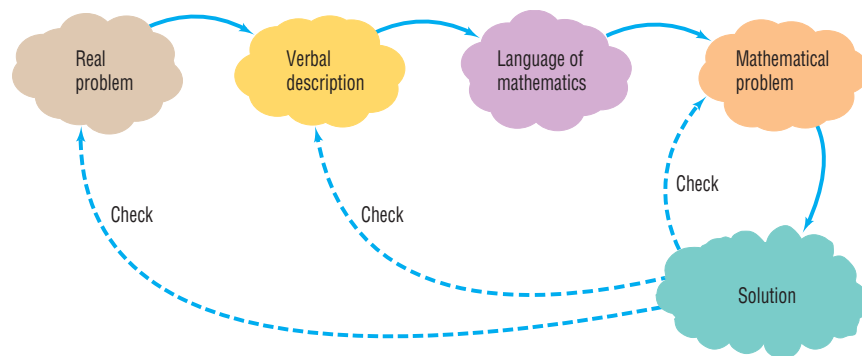 Real
problem
Verbal
description
Language of
mathematics
Mathematical
problem
Check
Check
Check
Solution